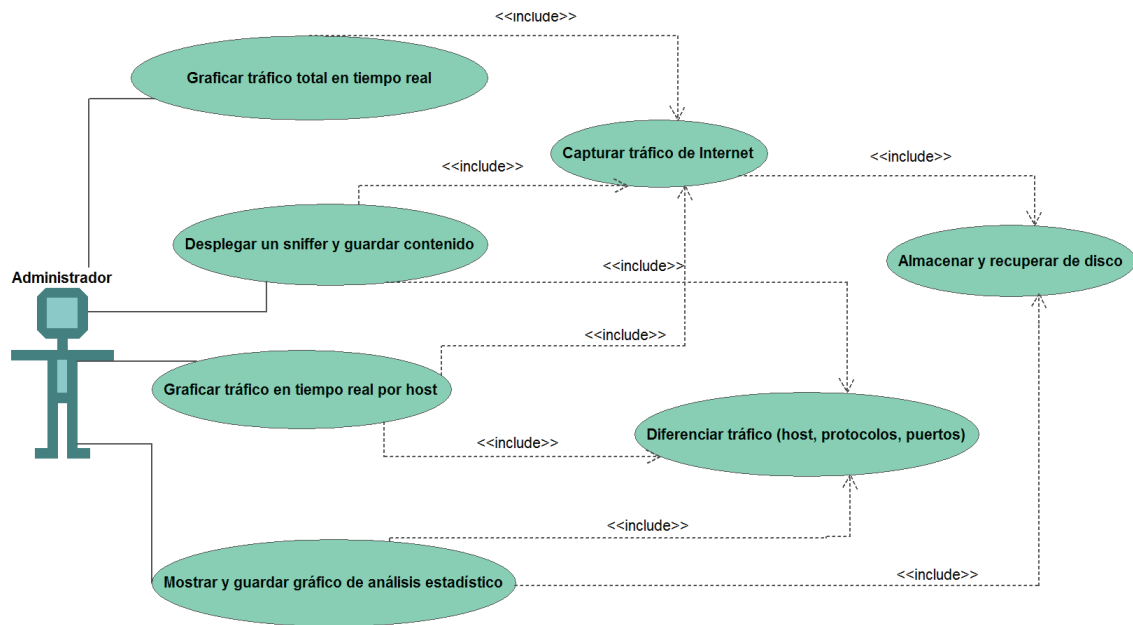 <<include>>
Graficar tráfico total en tiempo real
Capturar tráfico de Internet
<<include>>
<<include>>
Desplegar un sniffer y guardar contenido
Almacenar y recuperar de disco
<<include>>
Administrador
<<include>>
Graficar tráfico en tiempo real por host
Diferenciar tráfico (host, protocolos, puertos)
<<include>>
<<include>>
Mostrar y guardar gráfico de análisis estadístico
<<include>>